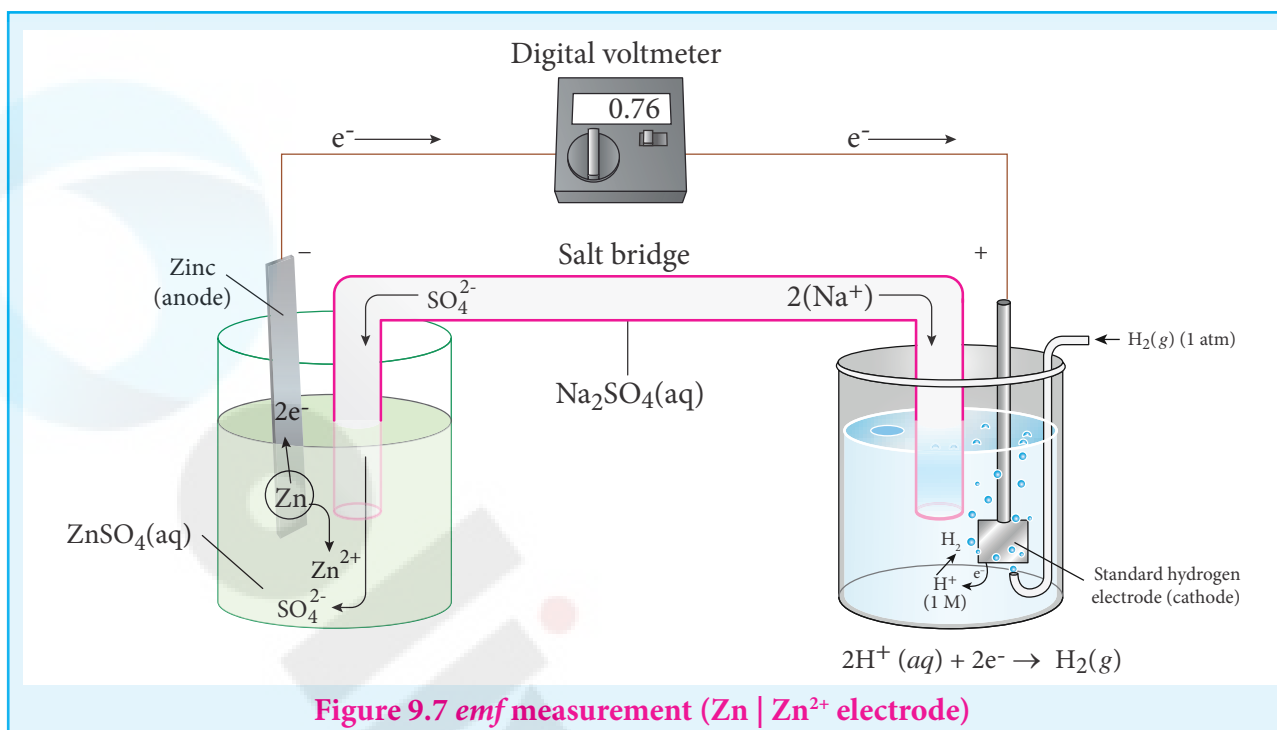 Digital voltmeter
0.76
e⁻
e⁻
−
+
Zinc
(anode)
Salt bridge
SO₄²⁻
2(Na⁺)
H₂(g) (1 atm)
Na₂SO₄(aq)
2e⁻
Zn
ZnSO₄(aq)
Zn²⁺
SO₄²⁻
H₂
e⁻
H⁺
(1 M)
Standard hydrogen
electrode (cathode)
2H⁺ (aq) + 2e⁻ → H₂(g)
Figure 9.7 emf measurement (Zn | Zn²⁺ electrode)